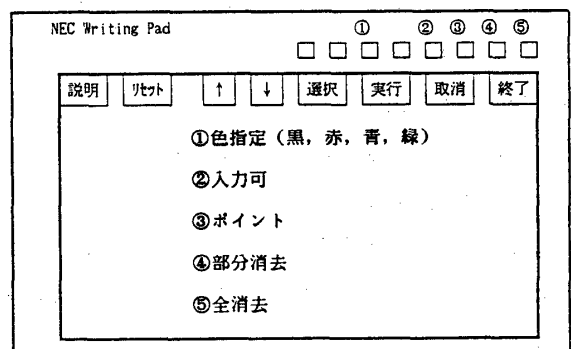 NEC Writing Pad ① ② ③ ④ ⑤
説明 リセット ↑ ↓ 選択 実行 取消 終了
①色指定(黒,赤,青,緑)
②入力可
③ポイント
④部分消去
⑤全消去